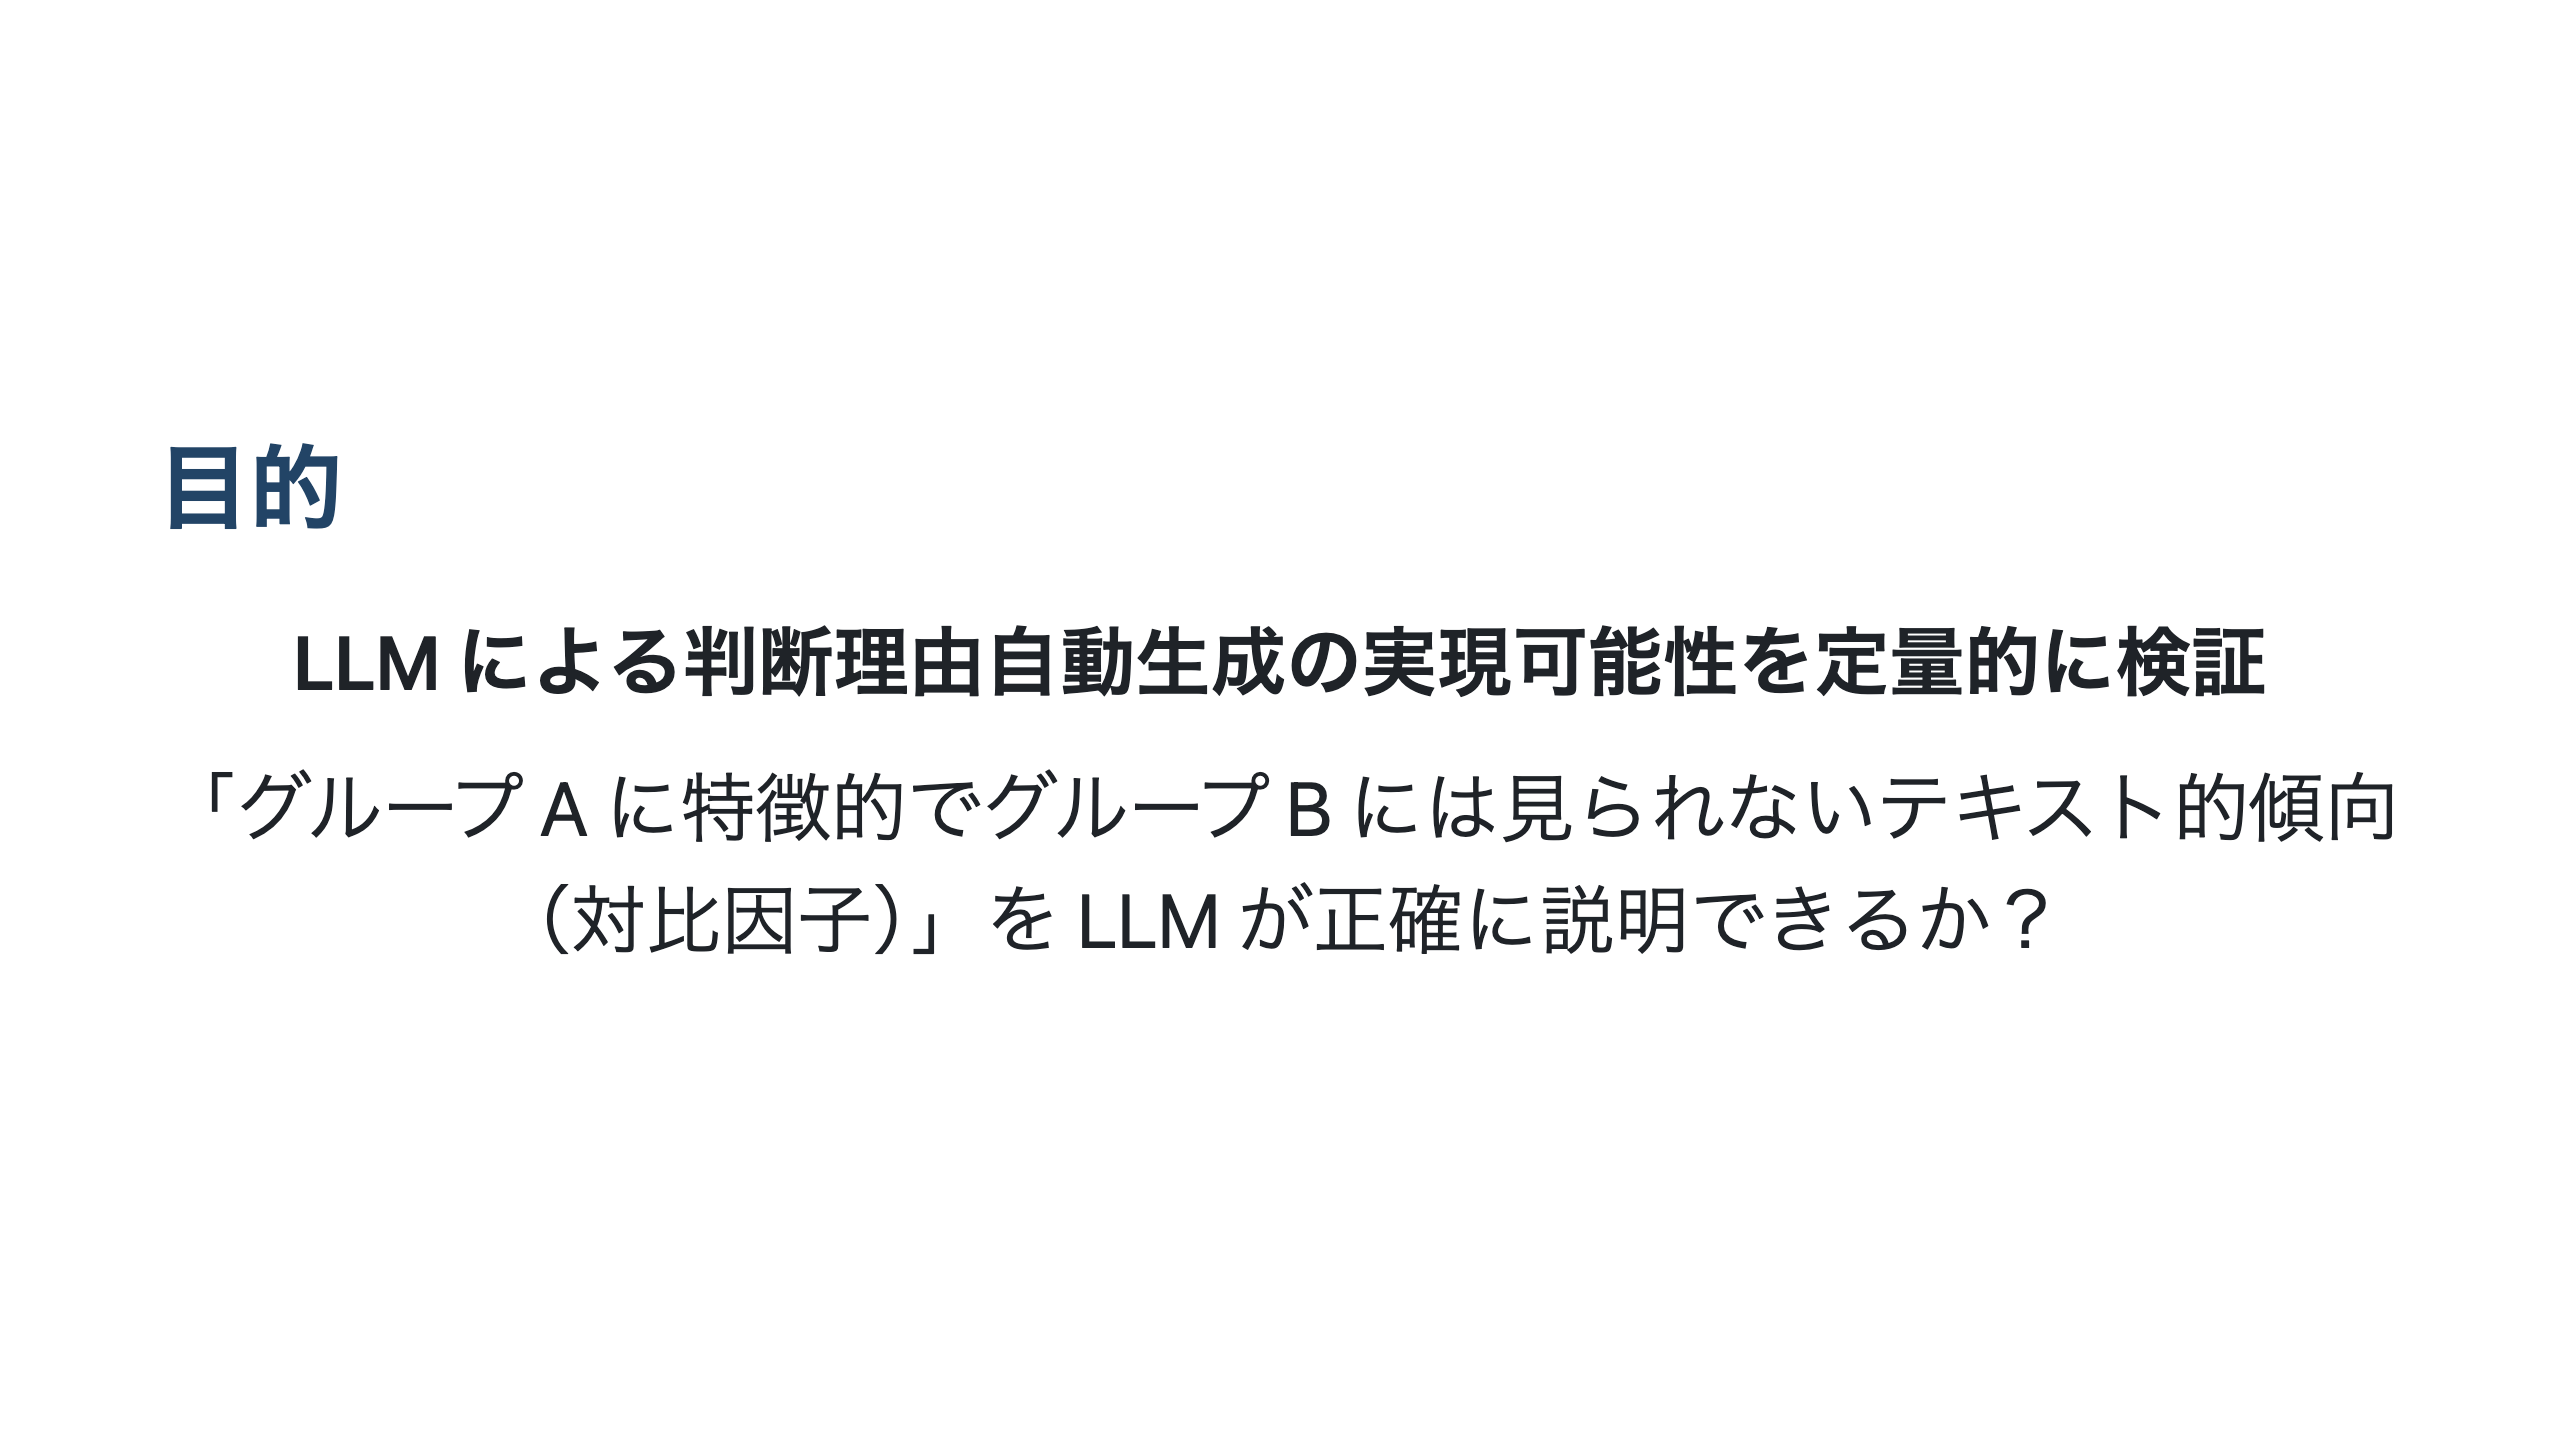 目的
LLM による判断理由自動生成の実現可能性を定量的に検証
「グループ A に特徴的でグループ B には見られないテキスト的傾向
（対比因子）」 を LLM が正確に説明できるか？